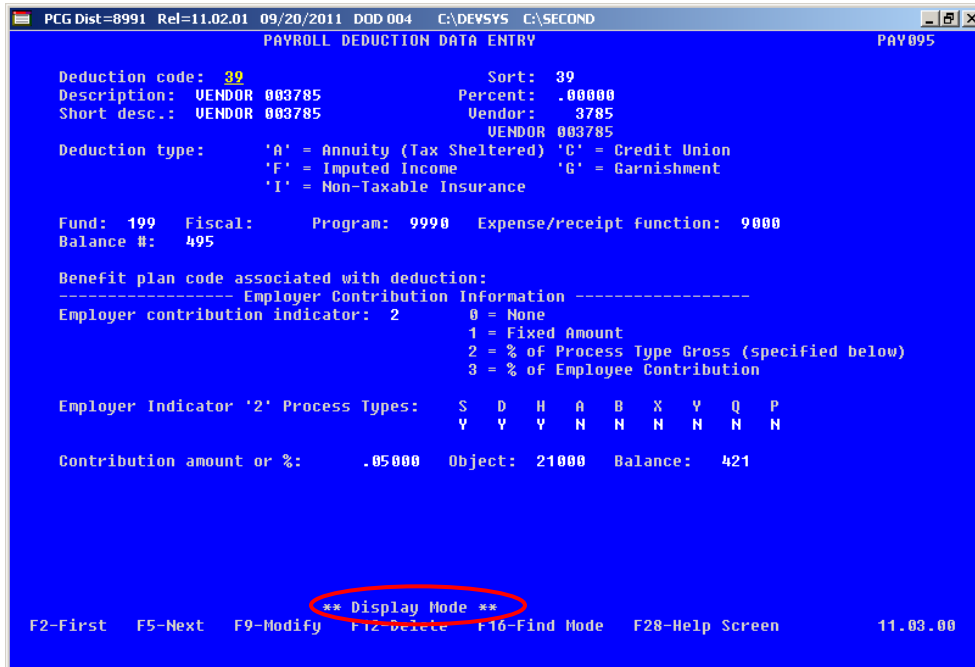 PCG Dist=8991 Rel=11.02.01 09/20/2011 DOD 004 C:\DEVSYS C:\SECOND
PAYROLL DEDUCTION DATA ENTRY PAY095
Deduction code: 39 Sort: 39
Description: VENDOR 003785 Percent: .00000
Short desc.: VENDOR 003785 Vendor: 3785
VENDOR 003785
Deduction type: 'A' = Annuity (Tax Sheltered) 'C' = Credit Union
'F' = Imputed Income 'G' = Garnishment
'I' = Non-Taxable Insurance
Fund: 199 Fiscal: Program: 9990 Expense/receipt function: 9000
Balance #: 495
Benefit plan code associated with deduction:
------------------ Employer Contribution Information ------------------
Employer contribution indicator: 2 0 = None
1 = Fixed Amount
2 = % of Process Type Gross (specified below)
3 = % of Employee Contribution
Employer Indicator '2' Process Types: S D H A B X Y Q P
Y Y Y N N N N N N
Contribution amount or %: .05000 Object: 21000 Balance: 421
** Display Mode **
F2-First F5-Next F9-Modify F12-Delete F16-Find Mode F28-Help Screen 11.03.00